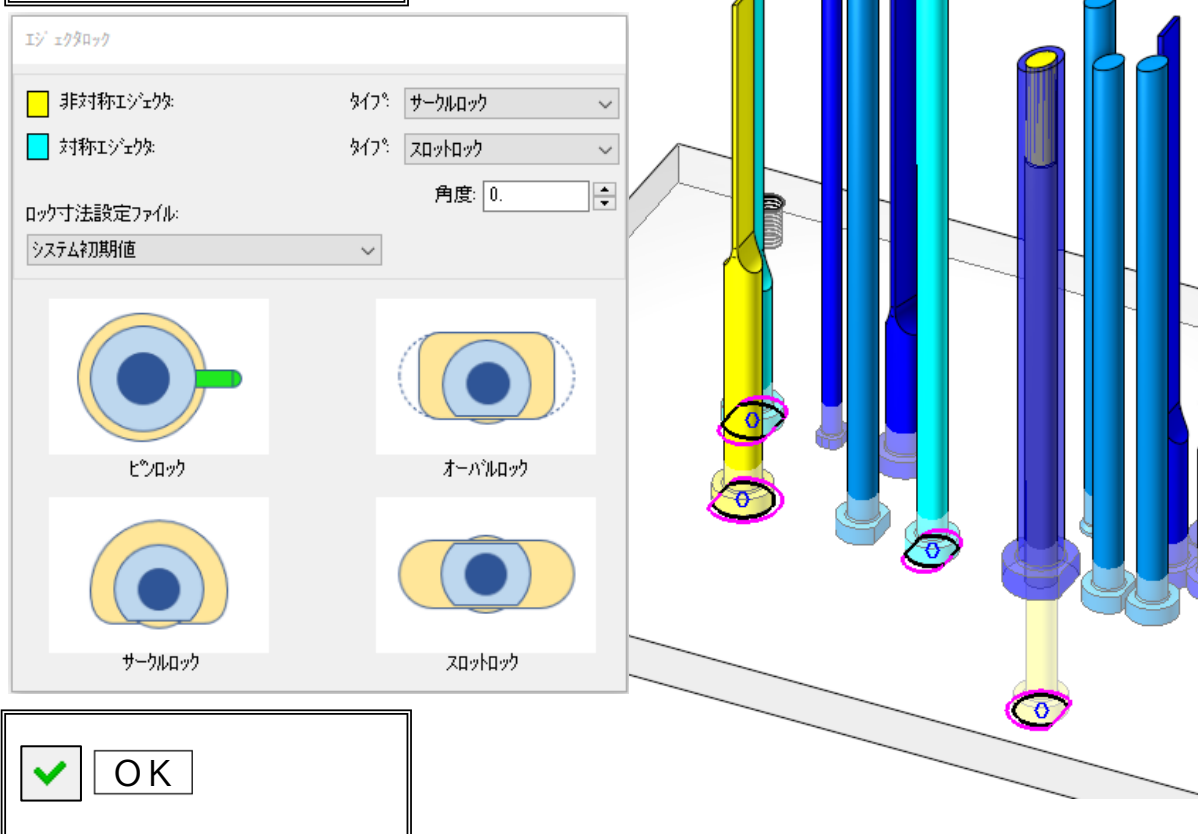 ｴｼﾞｪｸﾀﾛｯｸ
非対称ｴｼﾞｪｸﾀ:
ﾀｲﾌﾟ:
ｻｰｸﾙﾛｯｸ
対称ｴｼﾞｪｸﾀ:
ﾀｲﾌﾟ:
ｽﾛｯﾄﾛｯｸ
角度:
0.
ﾛｯｸ寸法設定ﾌｧｲﾙ:
ｼｽﾃﾑ初期値
ﾋﾟﾝﾛｯｸ
ｵｰﾊﾞﾙﾛｯｸ
ｻｰｸﾙﾛｯｸ
ｽﾛｯﾄﾛｯｸ
OK